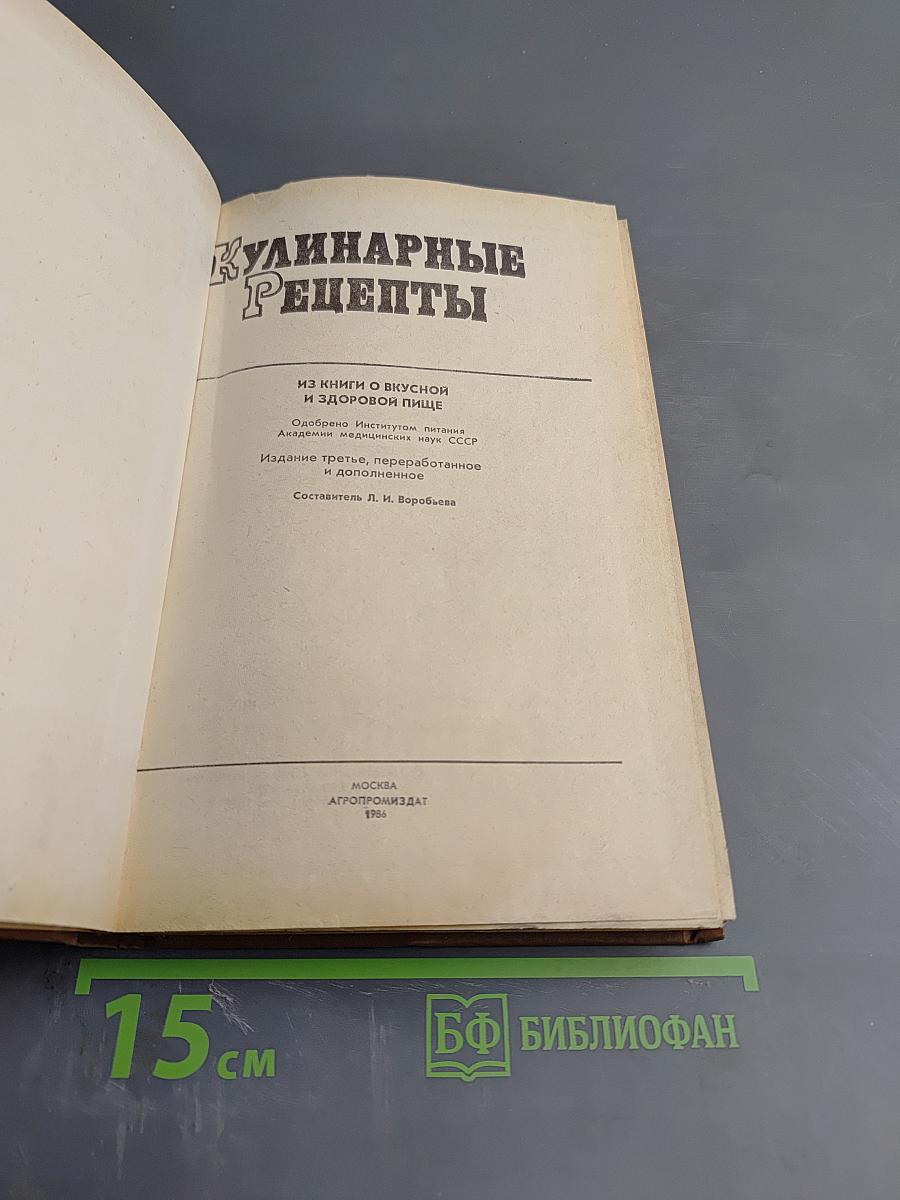 Кулинарные
Рецепты
ИЗ КНИГИ О ВКУСНОЙ
И ЗДОРОВОЙ ПИЩЕ
Одобрено Институтом питания
Академии медицинских наук СССР
Издание третье, переработанное
и дополненное
Составитель Л. И. Воробьева
МОСКВА
АГРОПРОМИЗДАТ
1986
15 см
БФ БИБЛИОФАН